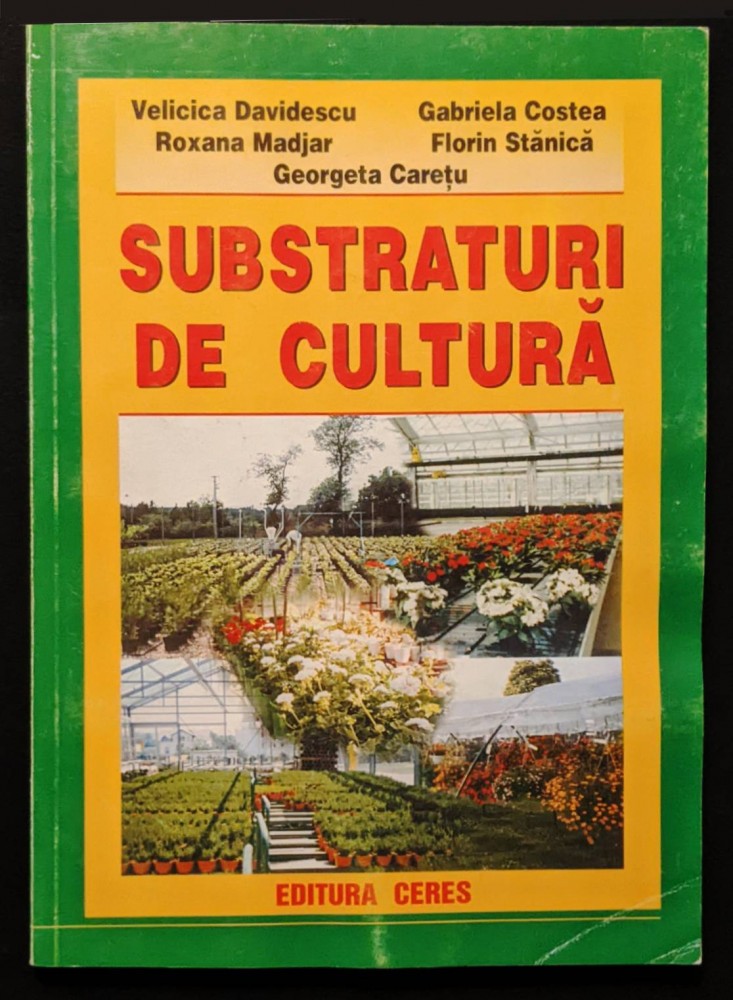 Velicica Davidescu Gabriela Costea
Roxana Madjar Florin Stănică
Georgeta Carețu
SUBSTRATURI
DE CULTURĂ
EDITURA CERES